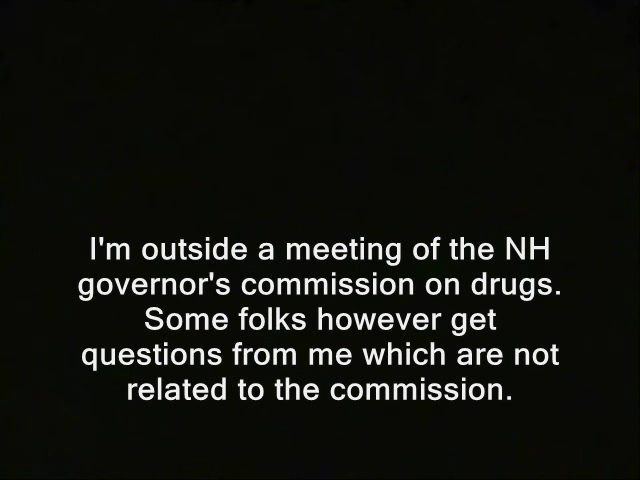 I'm outside a meeting of the NH
governor's commission on drugs.
Some folks however get
questions from me which are not
related to the commission.